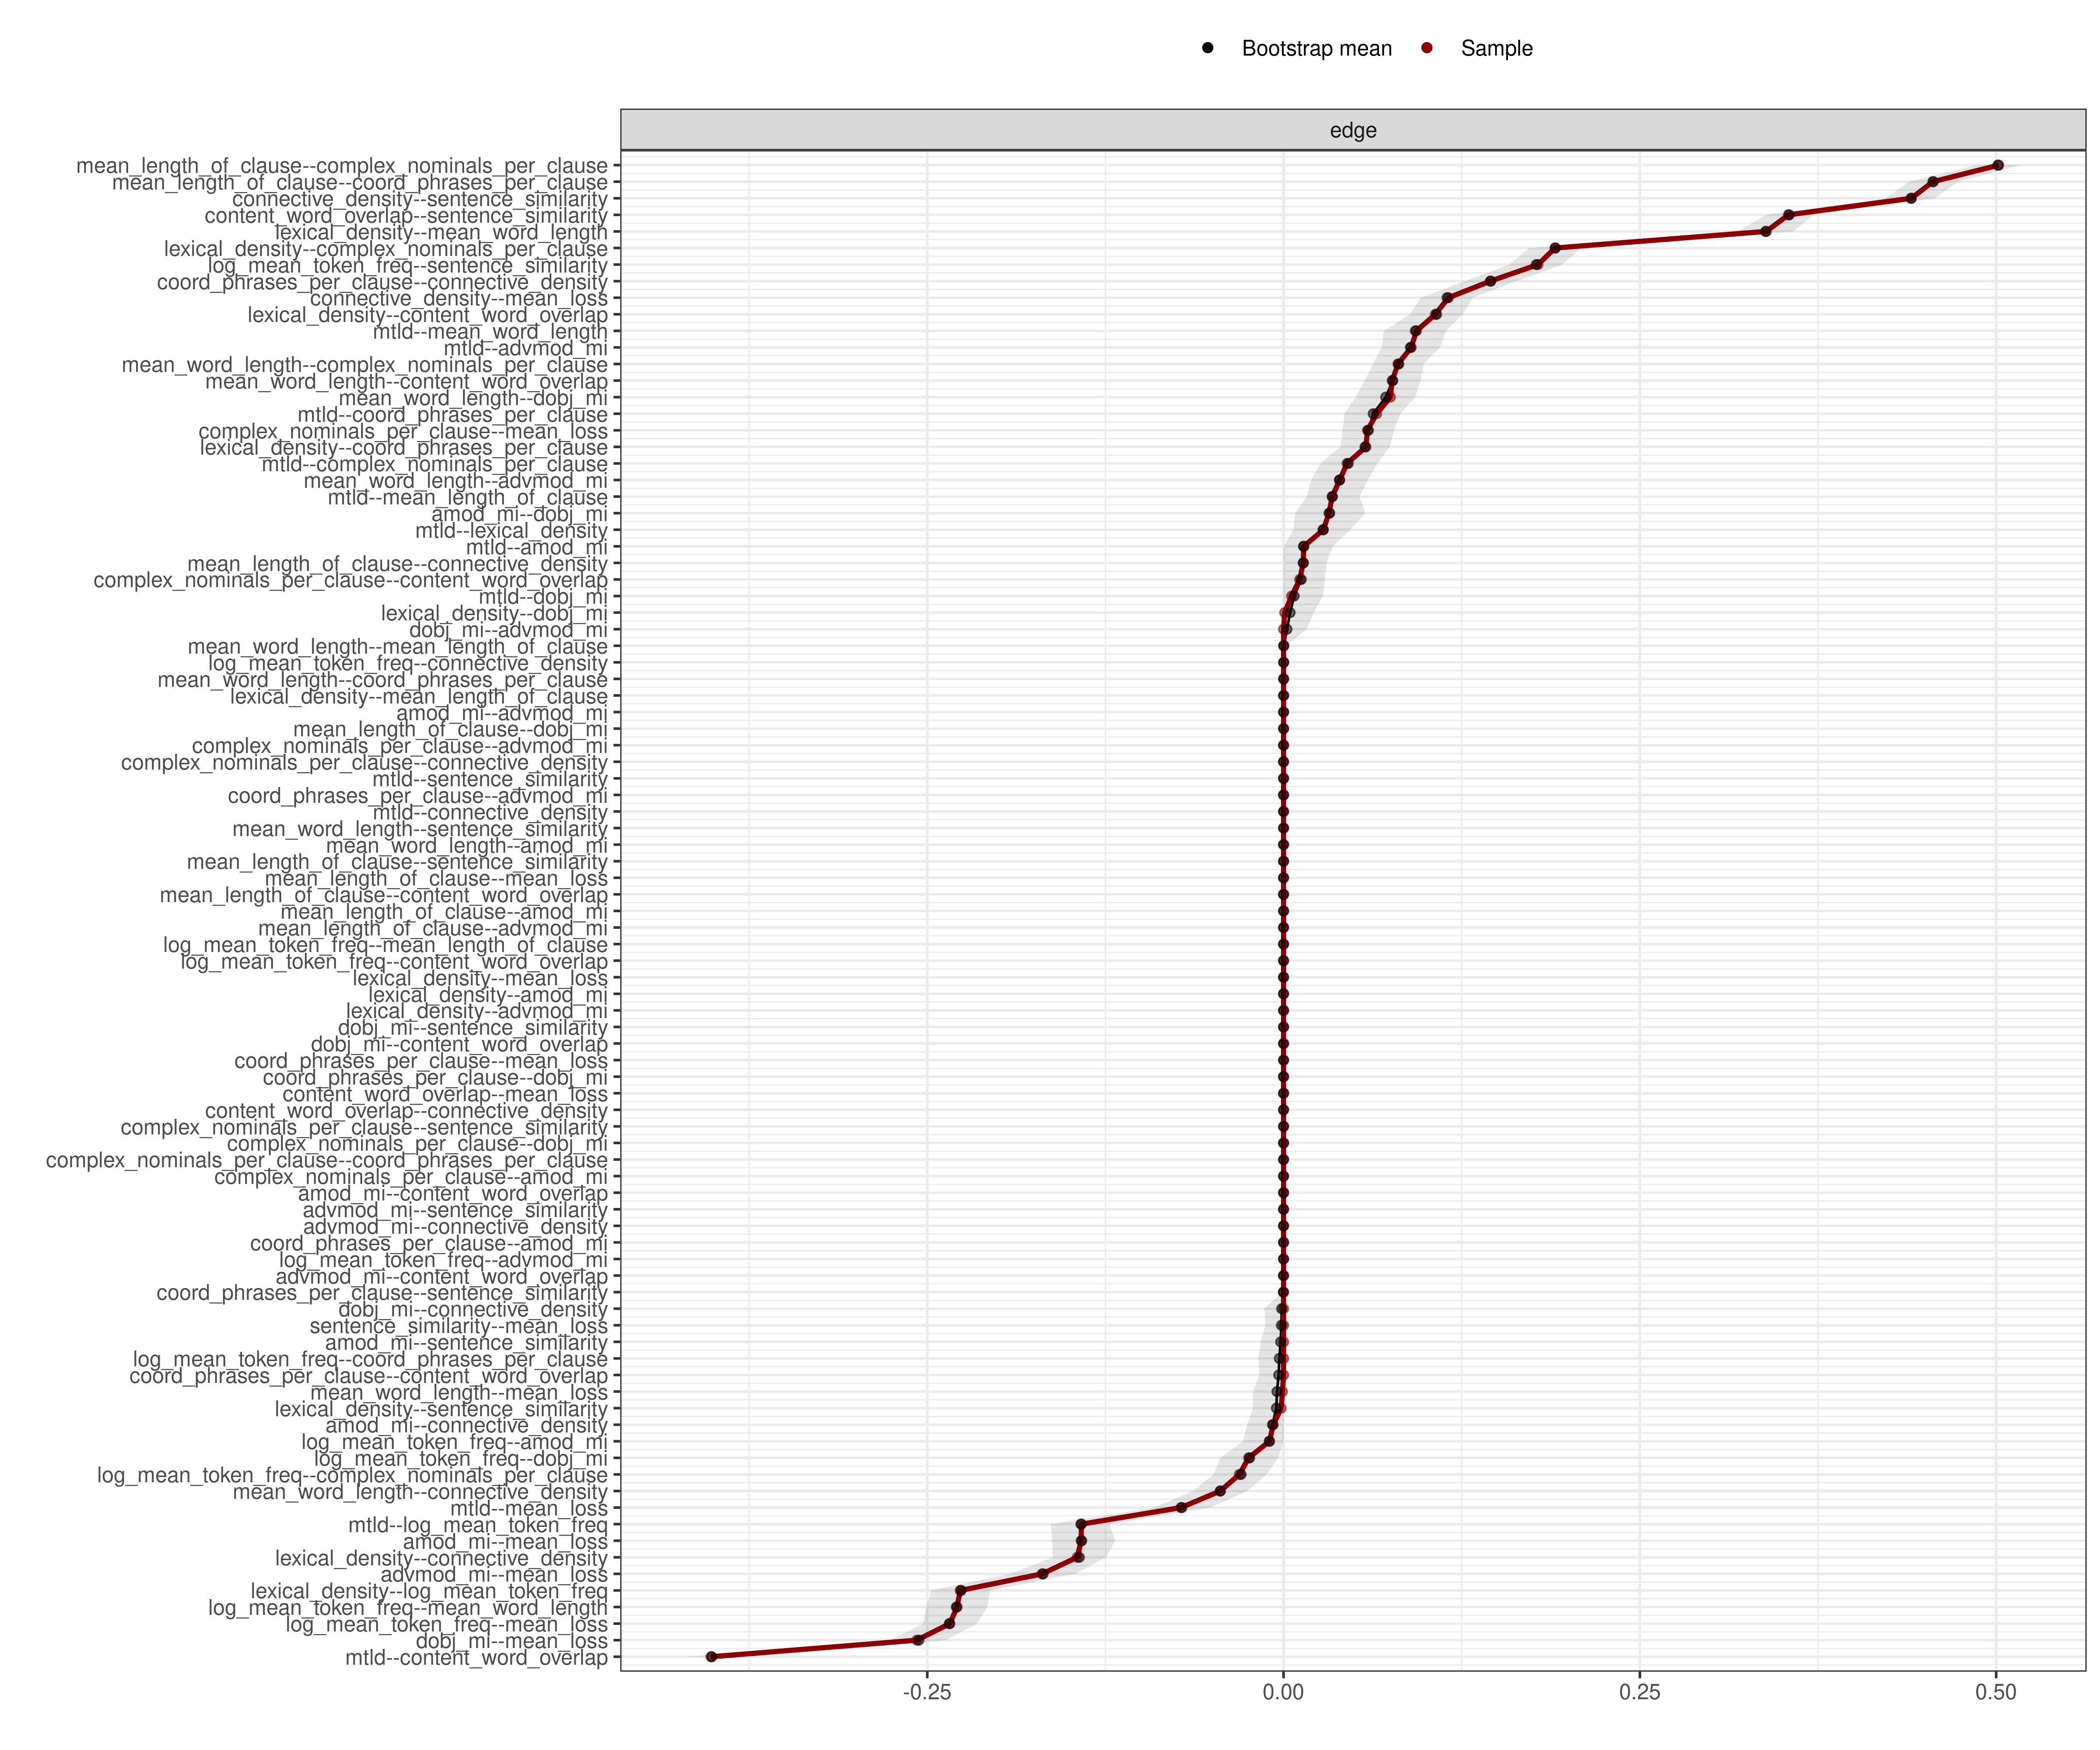 Bootstrap mean Sample
edge
mean_length_of_clause--complex_nominals_per_clause
mean_length_of_clause--coord_phrases_per_clause
connective_density--sentence_similarity
content_word_overlap--sentence_similarity
lexical_density--mean_word_length
lexical_density--complex_nominals_per_clause
log_mean_token_freq--sentence_similarity
coord_phrases_per_clause--connective_density
connective_density--mean_loss
lexical_density--content_word_overlap
mtld--mean_word_length
mtld--advmod_mi
mean_word_length--complex_nominals_per_clause
mean_word_length--content_word_overlap
mean_word_length--dobj_mi
mtld--coord_phrases_per_clause
complex_nominals_per_clause--mean_loss
lexical_density--coord_phrases_per_clause
mtld--complex_nominals_per_clause
mean_word_length--advmod_mi
mtld--mean_length_of_clause
amod_mi--dobj_mi
mtld--lexical_density
mtld--amod_mi
mean_length_of_clause--connective_density
complex_nominals_per_clause--content_word_overlap
mtld--dobj_mi
lexical_density--dobj_mi
dobj_mi--advmod_mi
mean_word_length--mean_length_of_clause
log_mean_token_freq--connective_density
mean_word_length--coord_phrases_per_clause
lexical_density--mean_length_of_clause
amod_mi--advmod_mi
mean_length_of_clause--dobj_mi
complex_nominals_per_clause--advmod_mi
complex_nominals_per_clause--connective_density
mtld--sentence_similarity
coord_phrases_per_clause--advmod_mi
mtld--connective_density
mean_word_length--sentence_similarity
mean_word_length--amod_mi
mean_length_of_clause--sentence_similarity
mean_length_of_clause--mean_loss
mean_length_of_clause--content_word_overlap
mean_length_of_clause--amod_mi
mean_length_of_clause--advmod_mi
log_mean_token_freq--mean_length_of_clause
log_mean_token_freq--content_word_overlap
lexical_density--mean_loss
lexical_density--amod_mi
lexical_density--advmod_mi
dobj_mi--sentence_similarity
dobj_mi--content_word_overlap
coord_phrases_per_clause--mean_loss
coord_phrases_per_clause--dobj_mi
content_word_overlap--mean_loss
content_word_overlap--connective_density
complex_nominals_per_clause--sentence_similarity
complex_nominals_per_clause--dobj_mi
complex_nominals_per_clause--coord_phrases_per_clause
complex_nominals_per_clause--amod_mi
amod_mi--content_word_overlap
advmod_mi--sentence_similarity
advmod_mi--connective_density
coord_phrases_per_clause--amod_mi
log_mean_token_freq--advmod_mi
advmod_mi--content_word_overlap
coord_phrases_per_clause--sentence_similarity
dobj_mi--connective_density
sentence_similarity--mean_loss
amod_mi--sentence_similarity
log_mean_token_freq--coord_phrases_per_clause
coord_phrases_per_clause--content_word_overlap
mean_word_length--mean_loss
lexical_density--sentence_similarity
amod_mi--connective_density
log_mean_token_freq--amod_mi
log_mean_token_freq--dobj_mi
log_mean_token_freq--complex_nominals_per_clause
mean_word_length--connective_density
mtld--mean_loss
mtld--log_mean_token_freq
amod_mi--mean_loss
lexical_density--connective_density
advmod_mi--mean_loss
lexical_density--log_mean_token_freq
log_mean_token_freq--mean_word_length
log_mean_token_freq--mean_loss
dobj_mi--mean_loss
mtld--content_word_overlap
-0.25 0.00 0.25 0.50